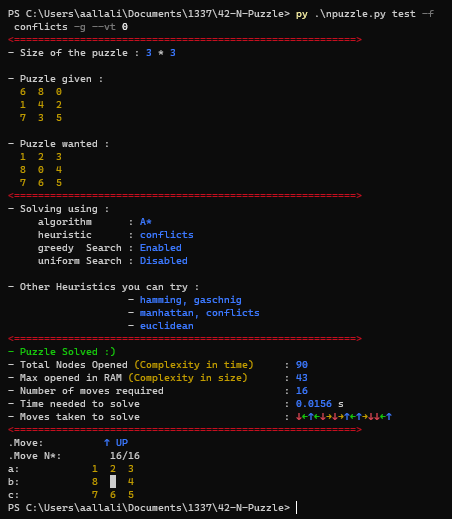 PS C:\Users\aallali\Documents\1337\42-N-Puzzle> py .\npuzzle.py test -f
conflicts -g --vt 0
<=========================================================>
- Size of the puzzle : 3 * 3
- Puzzle given :
6 8 0
1 4 2
7 3 5
- Puzzle wanted :
1 2 3
8 0 4
7 6 5
<=========================================================>
- Solving using :
algorithm : A*
heuristic : conflicts
greedy Search : Enabled
uniform Search : Disabled
- Other Heuristics you can try :
- hamming, gaschnig
- manhattan, conflicts
- euclidean
<=========================================================>
- Puzzle Solved :)
- Total Nodes Opened (Complexity in time) : 90
- Max opened in RAM (Complexity in size) : 43
- Number of moves required : 16
- Time needed to solve : 0.0156 s
- Moves taken to solve : ↓←↑←↓→↓→↑←↑→↓↓←↑
<=========================================================>
.Move: ↑ UP
.Move N*: 16/16
a: 1 2 3
b: 8 4
c: 7 6 5
PS C:\Users\aallali\Documents\1337\42-N-Puzzle>